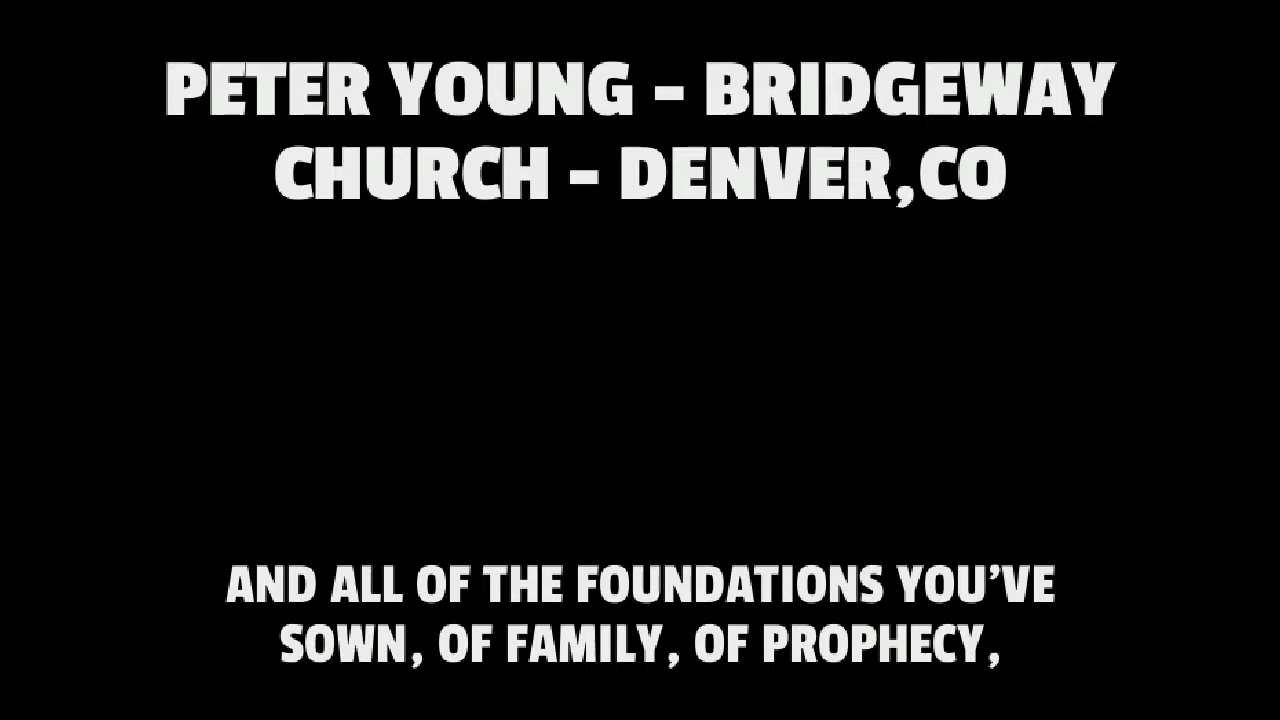 PETER YOUNG - BRIDGEWAY
CHURCH - DENVER,CO
AND ALL OF THE FOUNDATIONS YOU'VE
SOWN, OF FAMILY, OF PROPHECY,